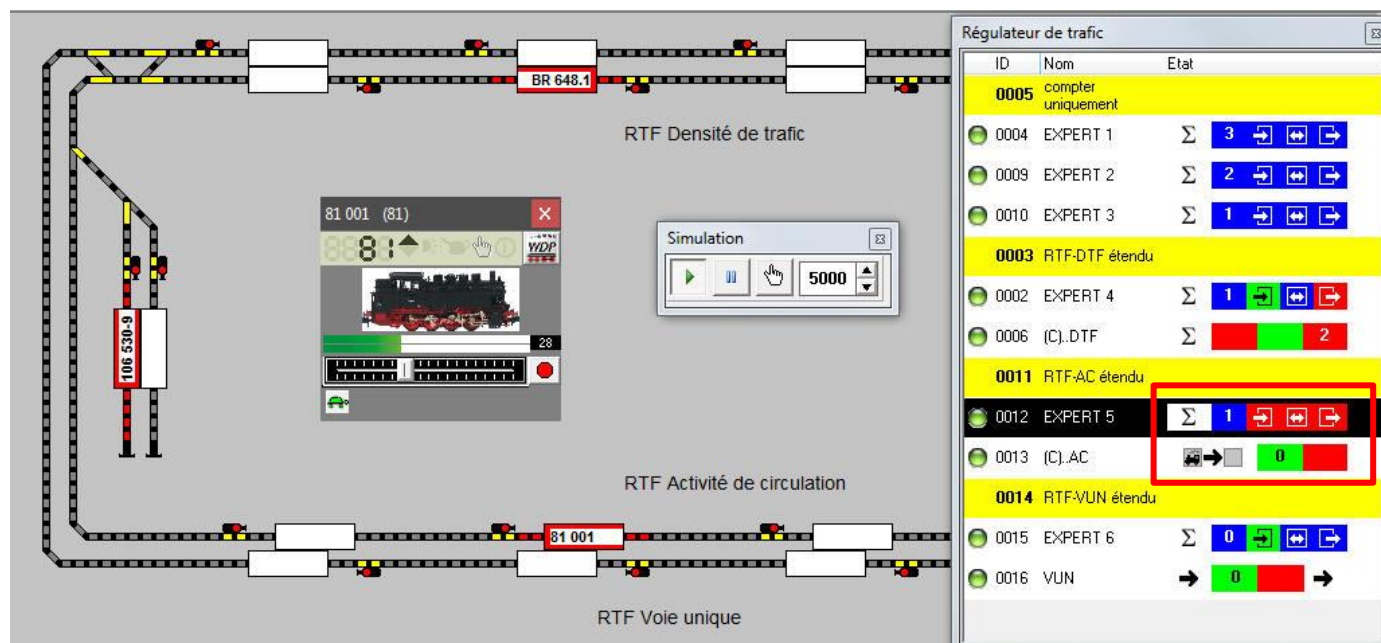 Régulateur de trafic
ID Nom Etat
0005 compter
uniquement
0004 EXPERT 1 Σ 3
0009 EXPERT 2 Σ 2
0010 EXPERT 3 Σ 1
0003 RTF-DTF étendu
0002 EXPERT 4 Σ 1
0006 (C)..DTF Σ 2
0011 RTF-AC étendu
0012 EXPERT 5 Σ 1
0013 (C)..AC 0
0014 RTF-VUN étendu
0015 EXPERT 6 Σ 0
0016 VUN 0
BR 648.1
RTF Densité de trafic
81 001 (81)
81
WDP
28
Simulation
5000
106 530-9
RTF Activité de circulation
81 001
RTF Voie unique